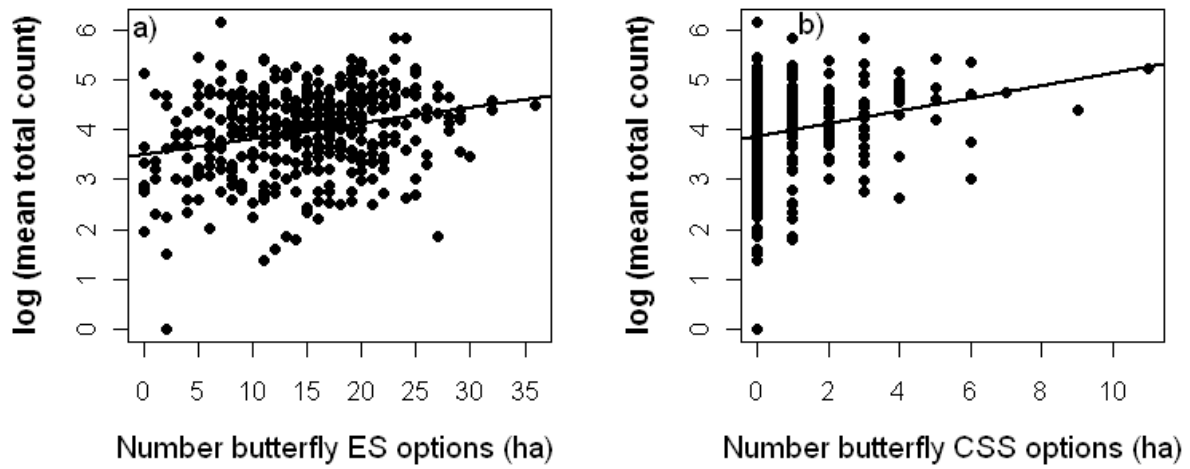 a)
log (mean total count)
6
5
4
3
2
1
0
0 5 10 15 20 25 30 35
Number butterfly ES options (ha)
b)
log (mean total count)
6
5
4
3
2
1
0
0 2 4 6 8 10
Number butterfly CSS options (ha)